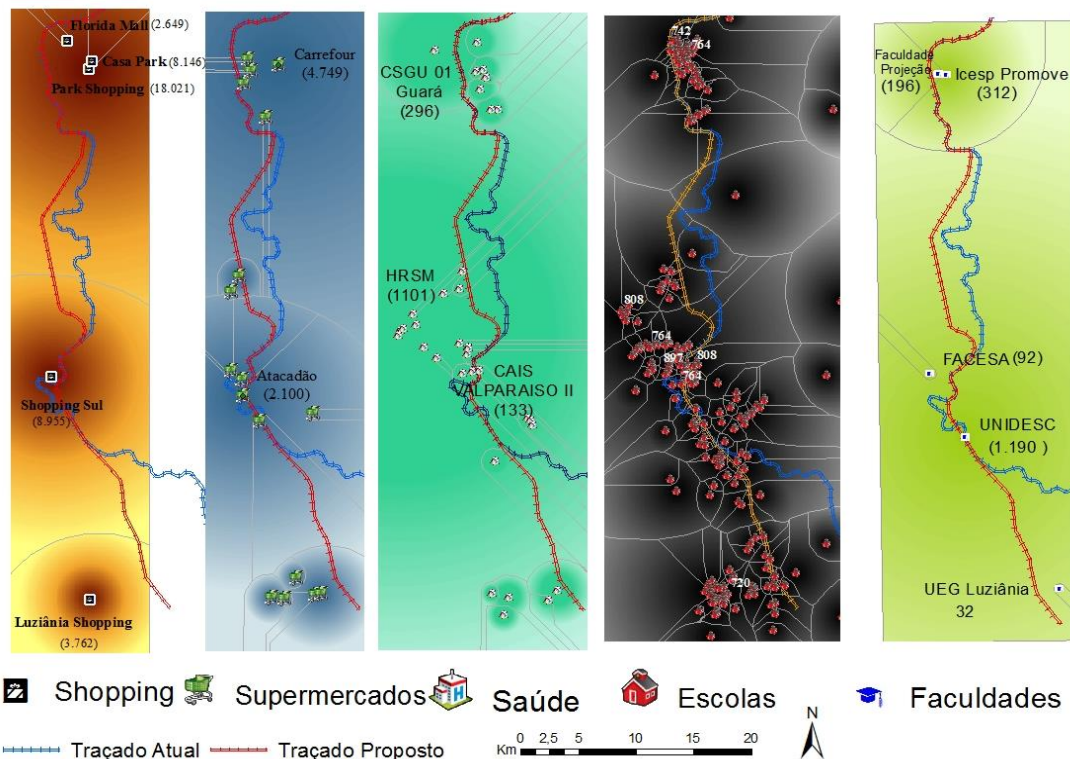 Florida Mall (2.649)
Casa Park (8.146)
Park Shopping
(18.021)
Shopping Sul
(8.955)
Luziânia Shopping
(3.762)
Carrefour
(4.749)
Atacadão
(2.100)
CSGU 01
Guará
(296)
HRSM
(1101)
CAIS
VALPARAISO II
(133)
742
764
808
764
897
808
764
720
Faculdade
Projeção
(196)
Icesp Promove
(312)
FACESA (92)
UNIDESC
(1.190 )
UEG Luziânia
32
Shopping
Supermercados
H
Saúde
Escolas
Faculdades
Traçado Atual
Traçado Proposto
Km
0 2,5 5 10 15 20
N